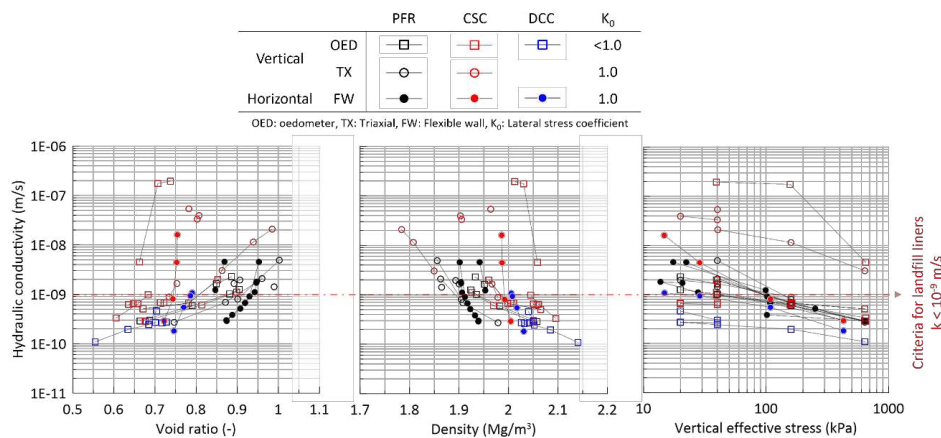 PFR CSC DCC K₀
Vertical OED <1.0
TX 1.0
Horizontal FW 1.0
OED: oedometer, TX: Triaxial, FW: Flexible wall, K₀: Lateral stress coefficient
Hydraulic conductivity (m/s)
1E-06
1E-07
1E-08
1E-09
1E-10
1E-11
0.5 0.6 0.7 0.8 0.9 1 1.1
Void ratio (-)
1.7 1.8 1.9 2 2.1 2.2
Density (Mg/m³)
10 100 1000
Vertical effective stress (kPa)
Criteria for landfill liners
k < 10⁻⁹ m/s